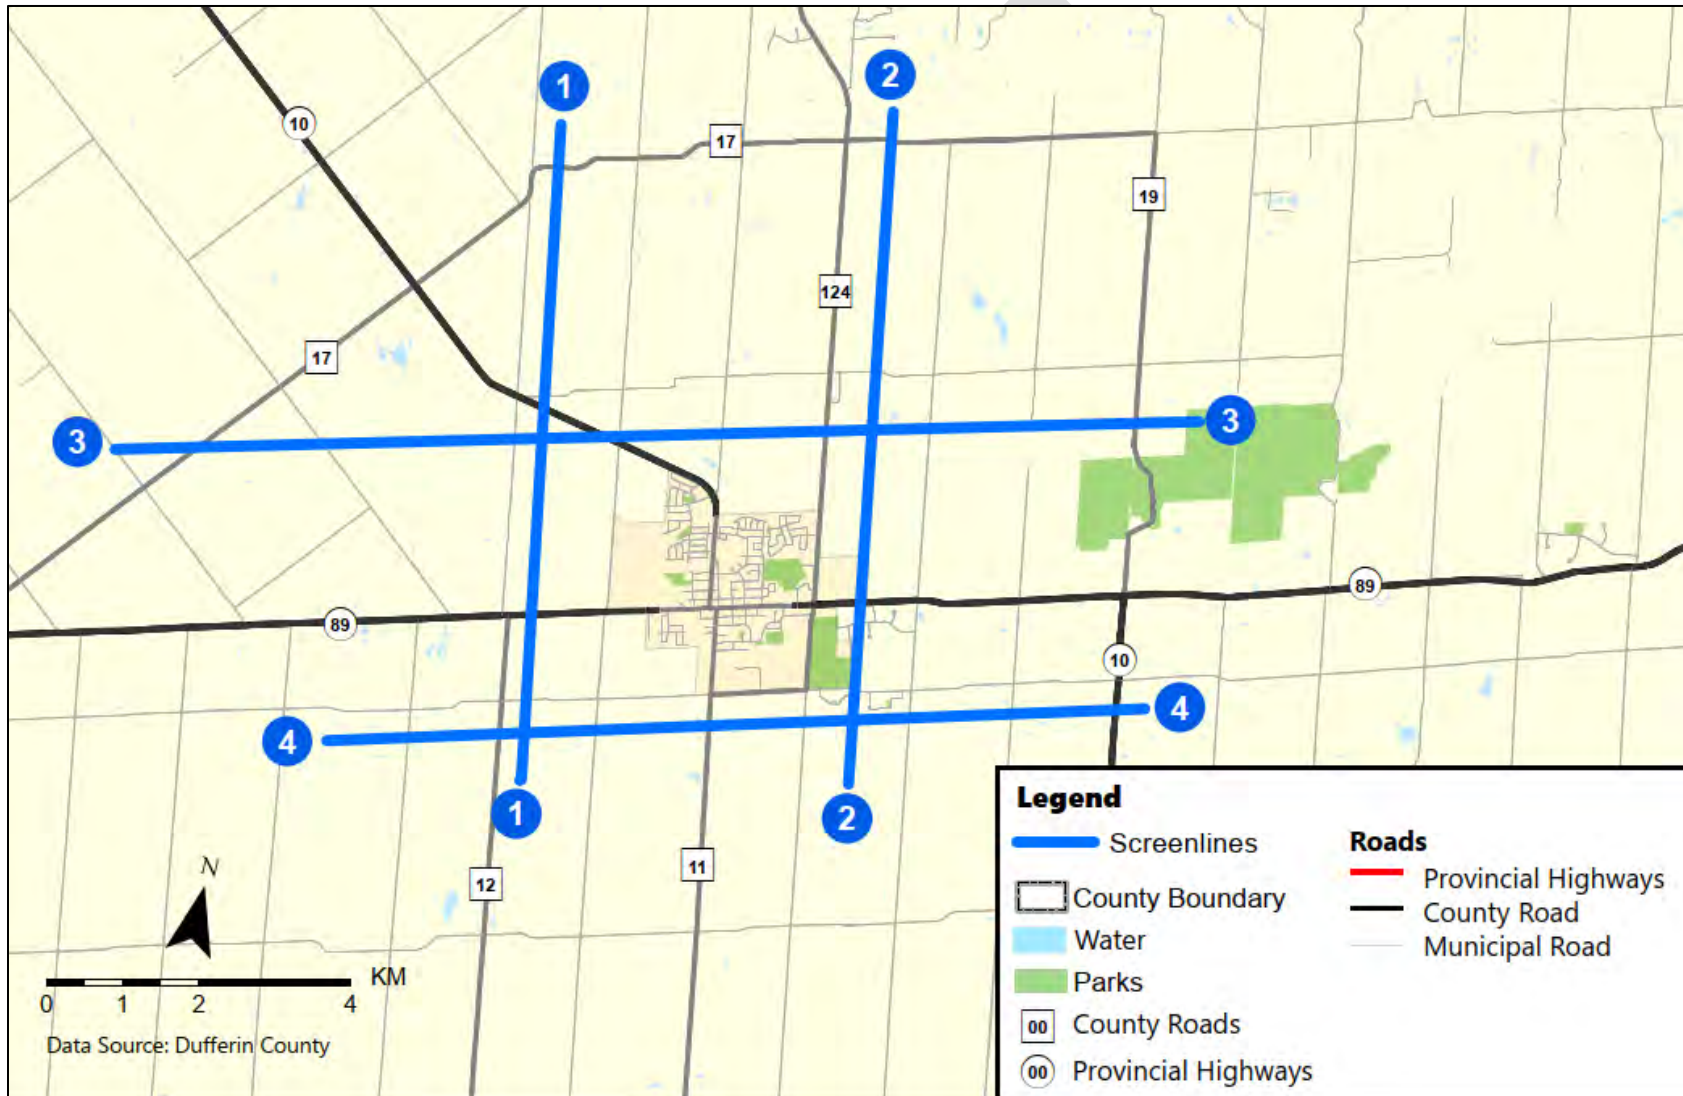 1
2
10
17
19
124
17
3
3
89
89
10
4
4
1
2
12
11
N
KM
0 1 2 4
Data Source: Dufferin County
Legend
Screenlines
County Boundary
Water
Parks
00 County Roads
00 Provincial Highways
Roads
Provincial Highways
County Road
Municipal Road